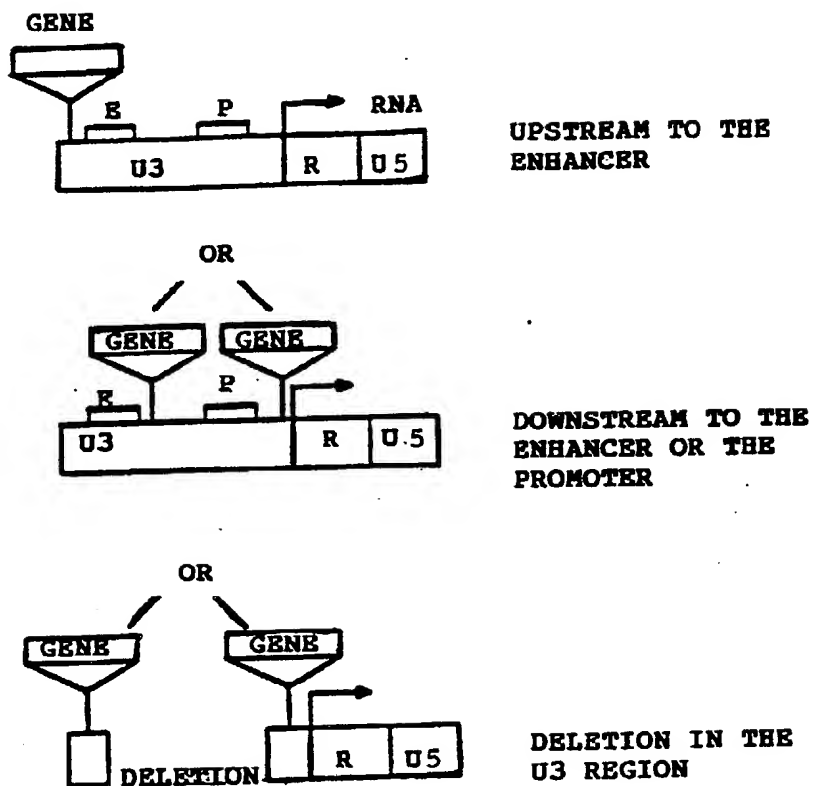 GENE
E P RNA
U3 R U5
UPSTREAM TO THE
ENHANCER
OR
GENE GENE
E P
U3 R U.5
DOWNSTREAM TO THE
ENHANCER OR THE
PROMOTER
OR
GENE GENE
DELETION R U5
DELETION IN THE
U3 REGION